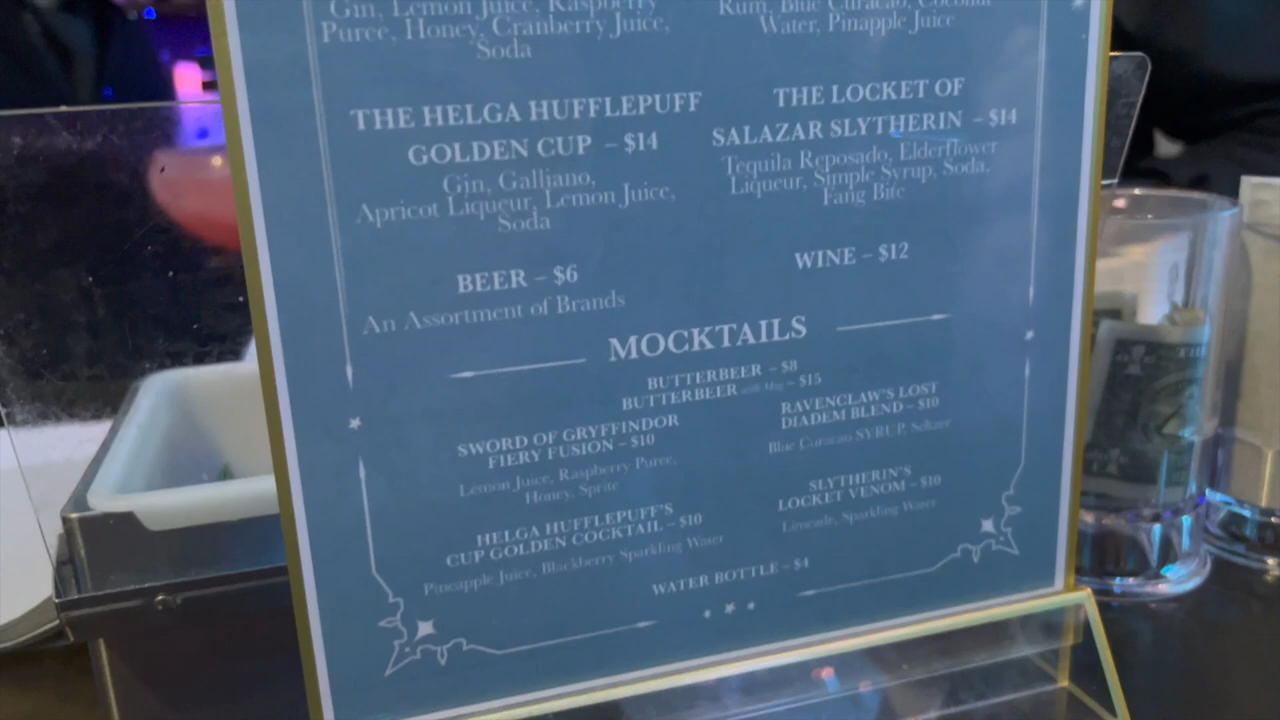 Gin, Lemon Juice, Raspberry
Puree, Honey, Cranberry Juice,
Soda
Rum, Blue Curacao, Coconut
Water, Pinapple Juice
THE HELGA HUFFLEPUFF
GOLDEN CUP – $14
Gin, Galliano,
Apricot Liqueur, Lemon Juice,
Soda
THE LOCKET OF
SALAZAR SLYTHERIN – $14
Tequila Reposado, Elderflower
Liqueur, Simple Syrup, Soda,
Fang Bite
BEER – $6
An Assortment of Brands
WINE – $12
MOCKTAILS
BUTTERBEER – $8
BUTTERBEER with Mug – $15
SWORD OF GRYFFINDOR
FIERY FUSION – $10
Lemon Juice, Raspberry Puree,
Honey, Sprite
RAVENCLAW'S LOST
DIADEM BLEND – $10
Blue Curacao SYRUP, Seltzer
HELGA HUFFLEPUFF'S
CUP GOLDEN COCKTAIL – $10
Pineapple Juice, Blackberry Sparkling Water
SLYTHERIN'S
LOCKET VENOM – $10
Limeade, Sparkling Water
WATER BOTTLE – $4